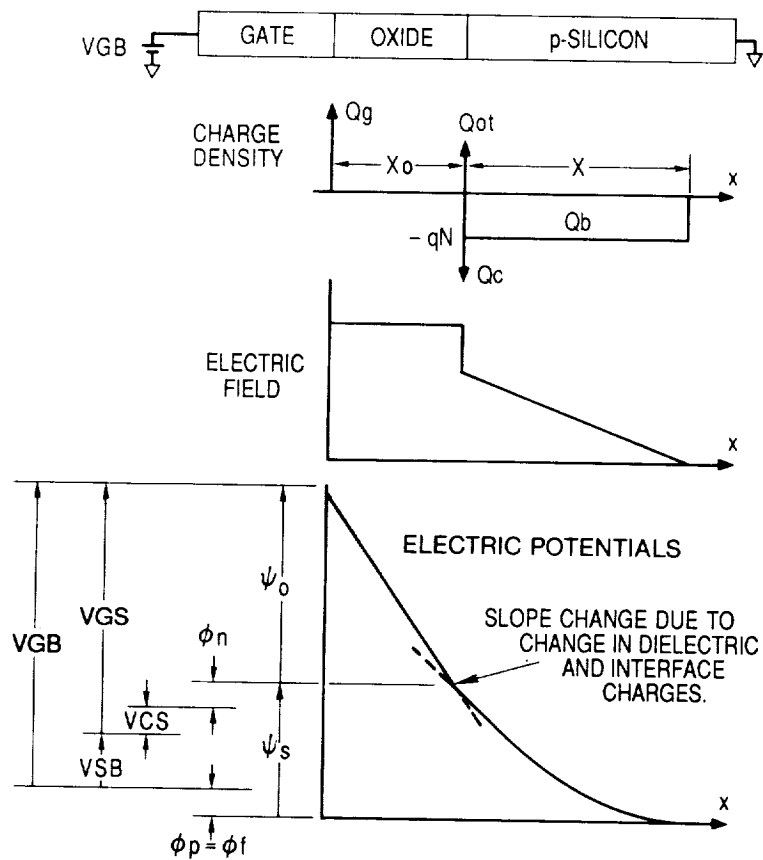 GATE OXIDE p-SILICON
VGB
Qg Qot
CHARGE
DENSITY
Xo X x
Qb
- qN
Qc
ELECTRIC
FIELD
x
ELECTRIC POTENTIALS
ψo
VGS
VGB
ϕn
SLOPE CHANGE DUE TO
CHANGE IN DIELECTRIC
AND INTERFACE
CHARGES.
VCS
VSB
ψs
x
ϕp = ϕf